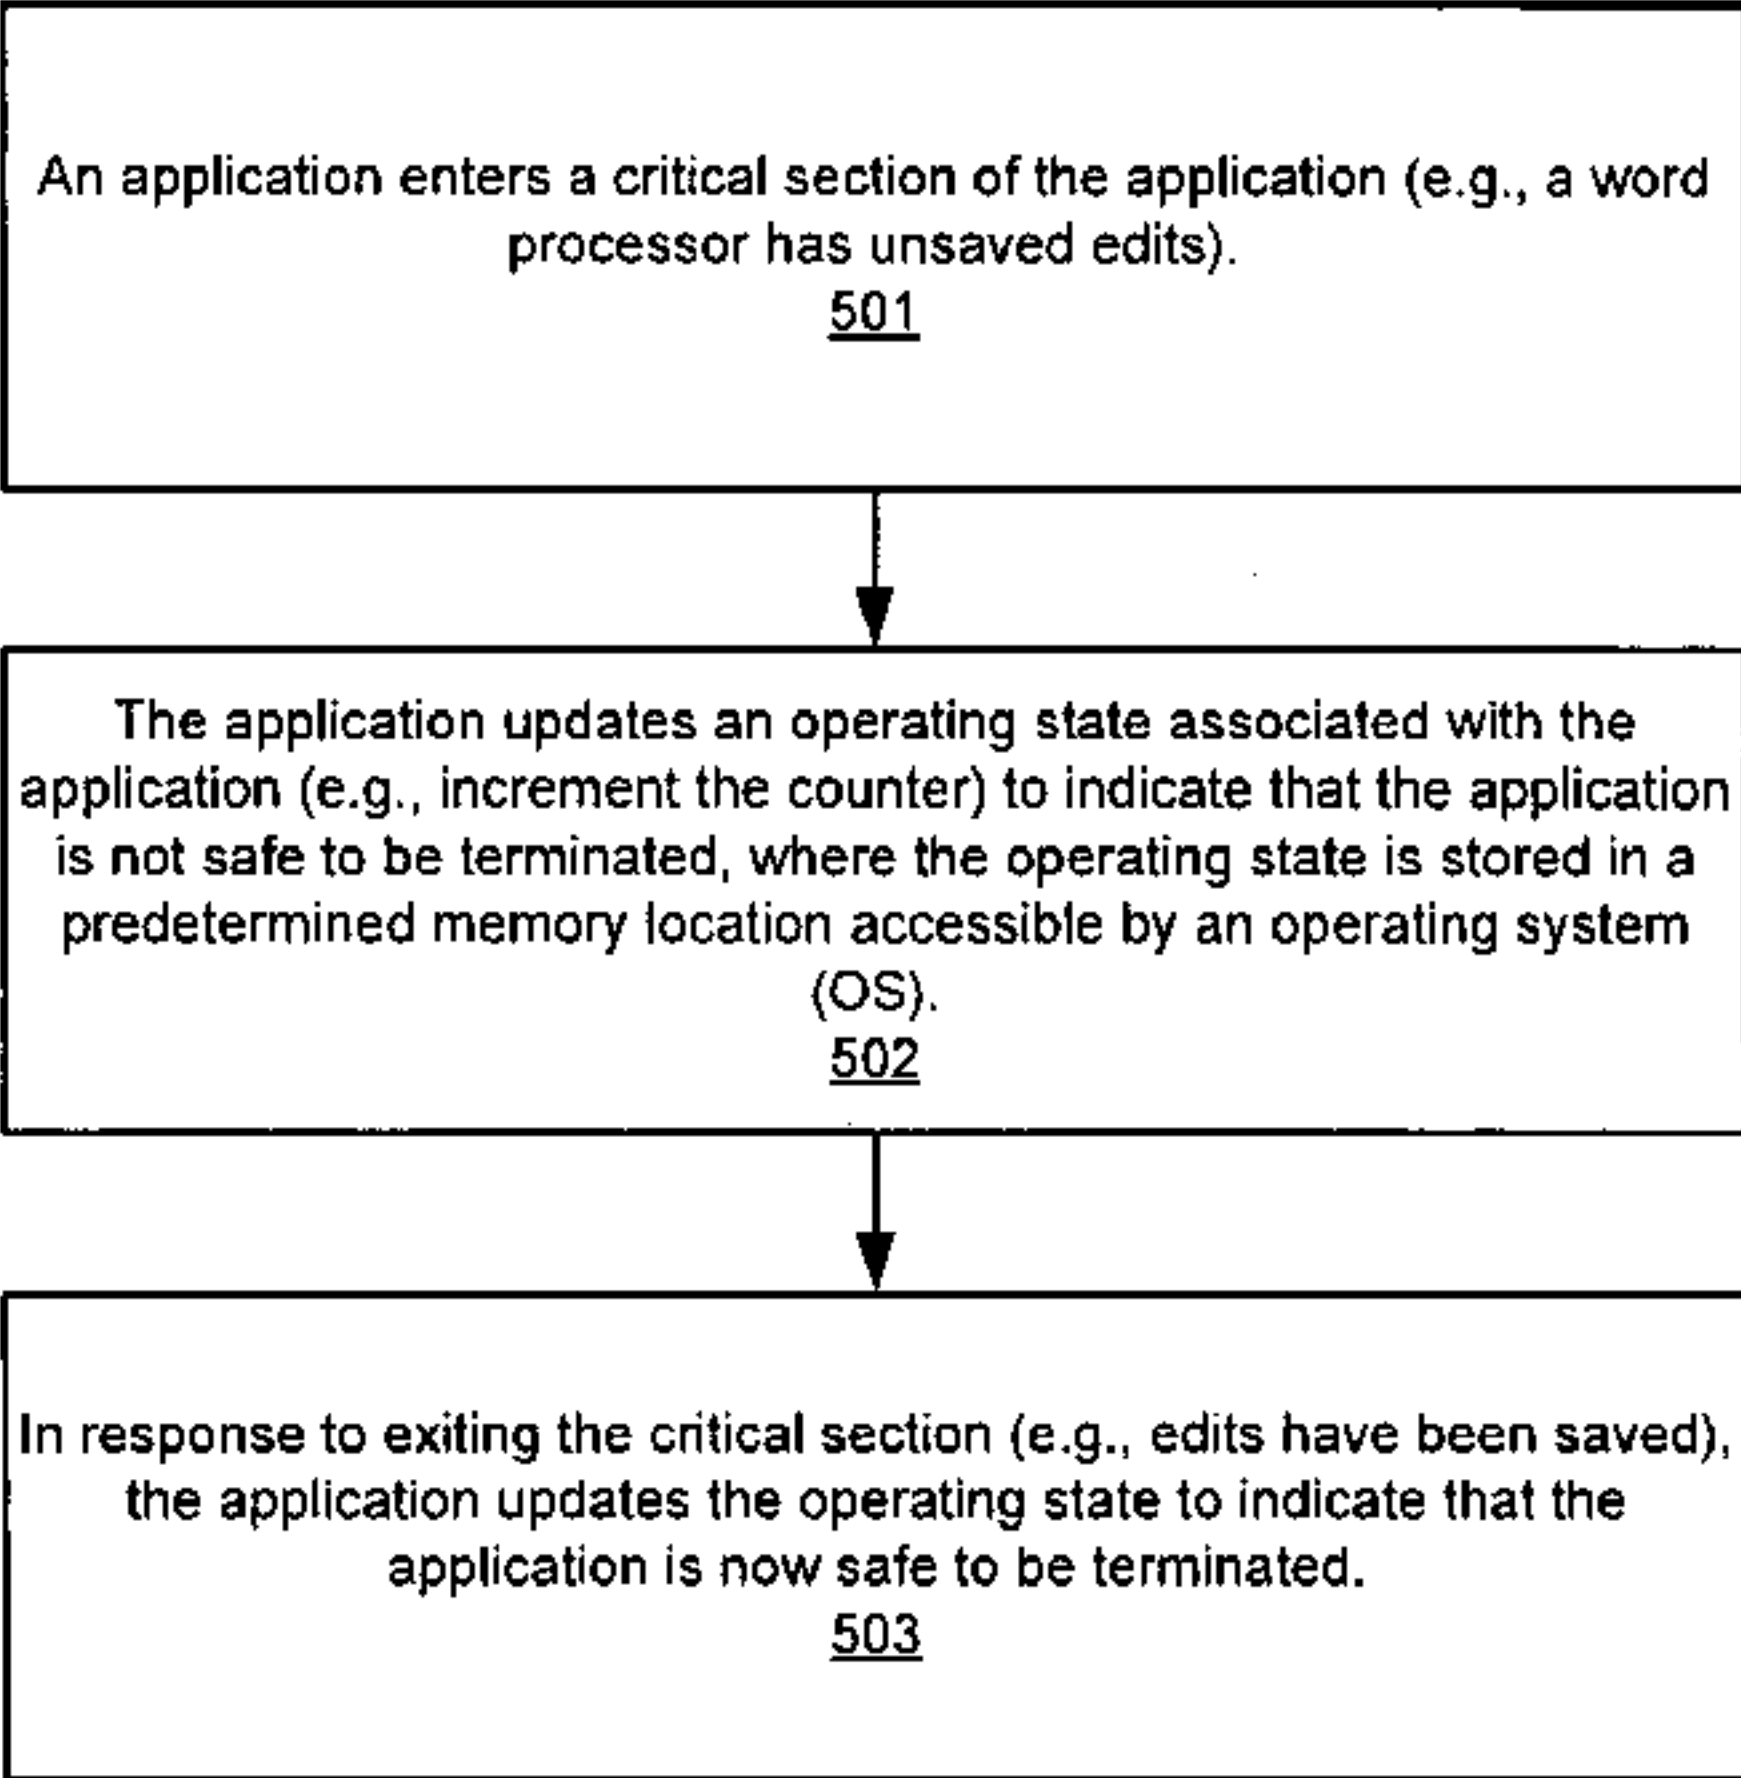 An application enters a critical section of the application (e.g., a word
processor has unsaved edits).
501
The application updates an operating state associated with the
application (e.g., increment the counter) to indicate that the application
is not safe to be terminated, where the operating state is stored in a
predetermined memory location accessible by an operating system
(OS).
502
In response to exiting the critical section (e.g., edits have been saved),
the application updates the operating state to indicate that the
application is now safe to be terminated.
503